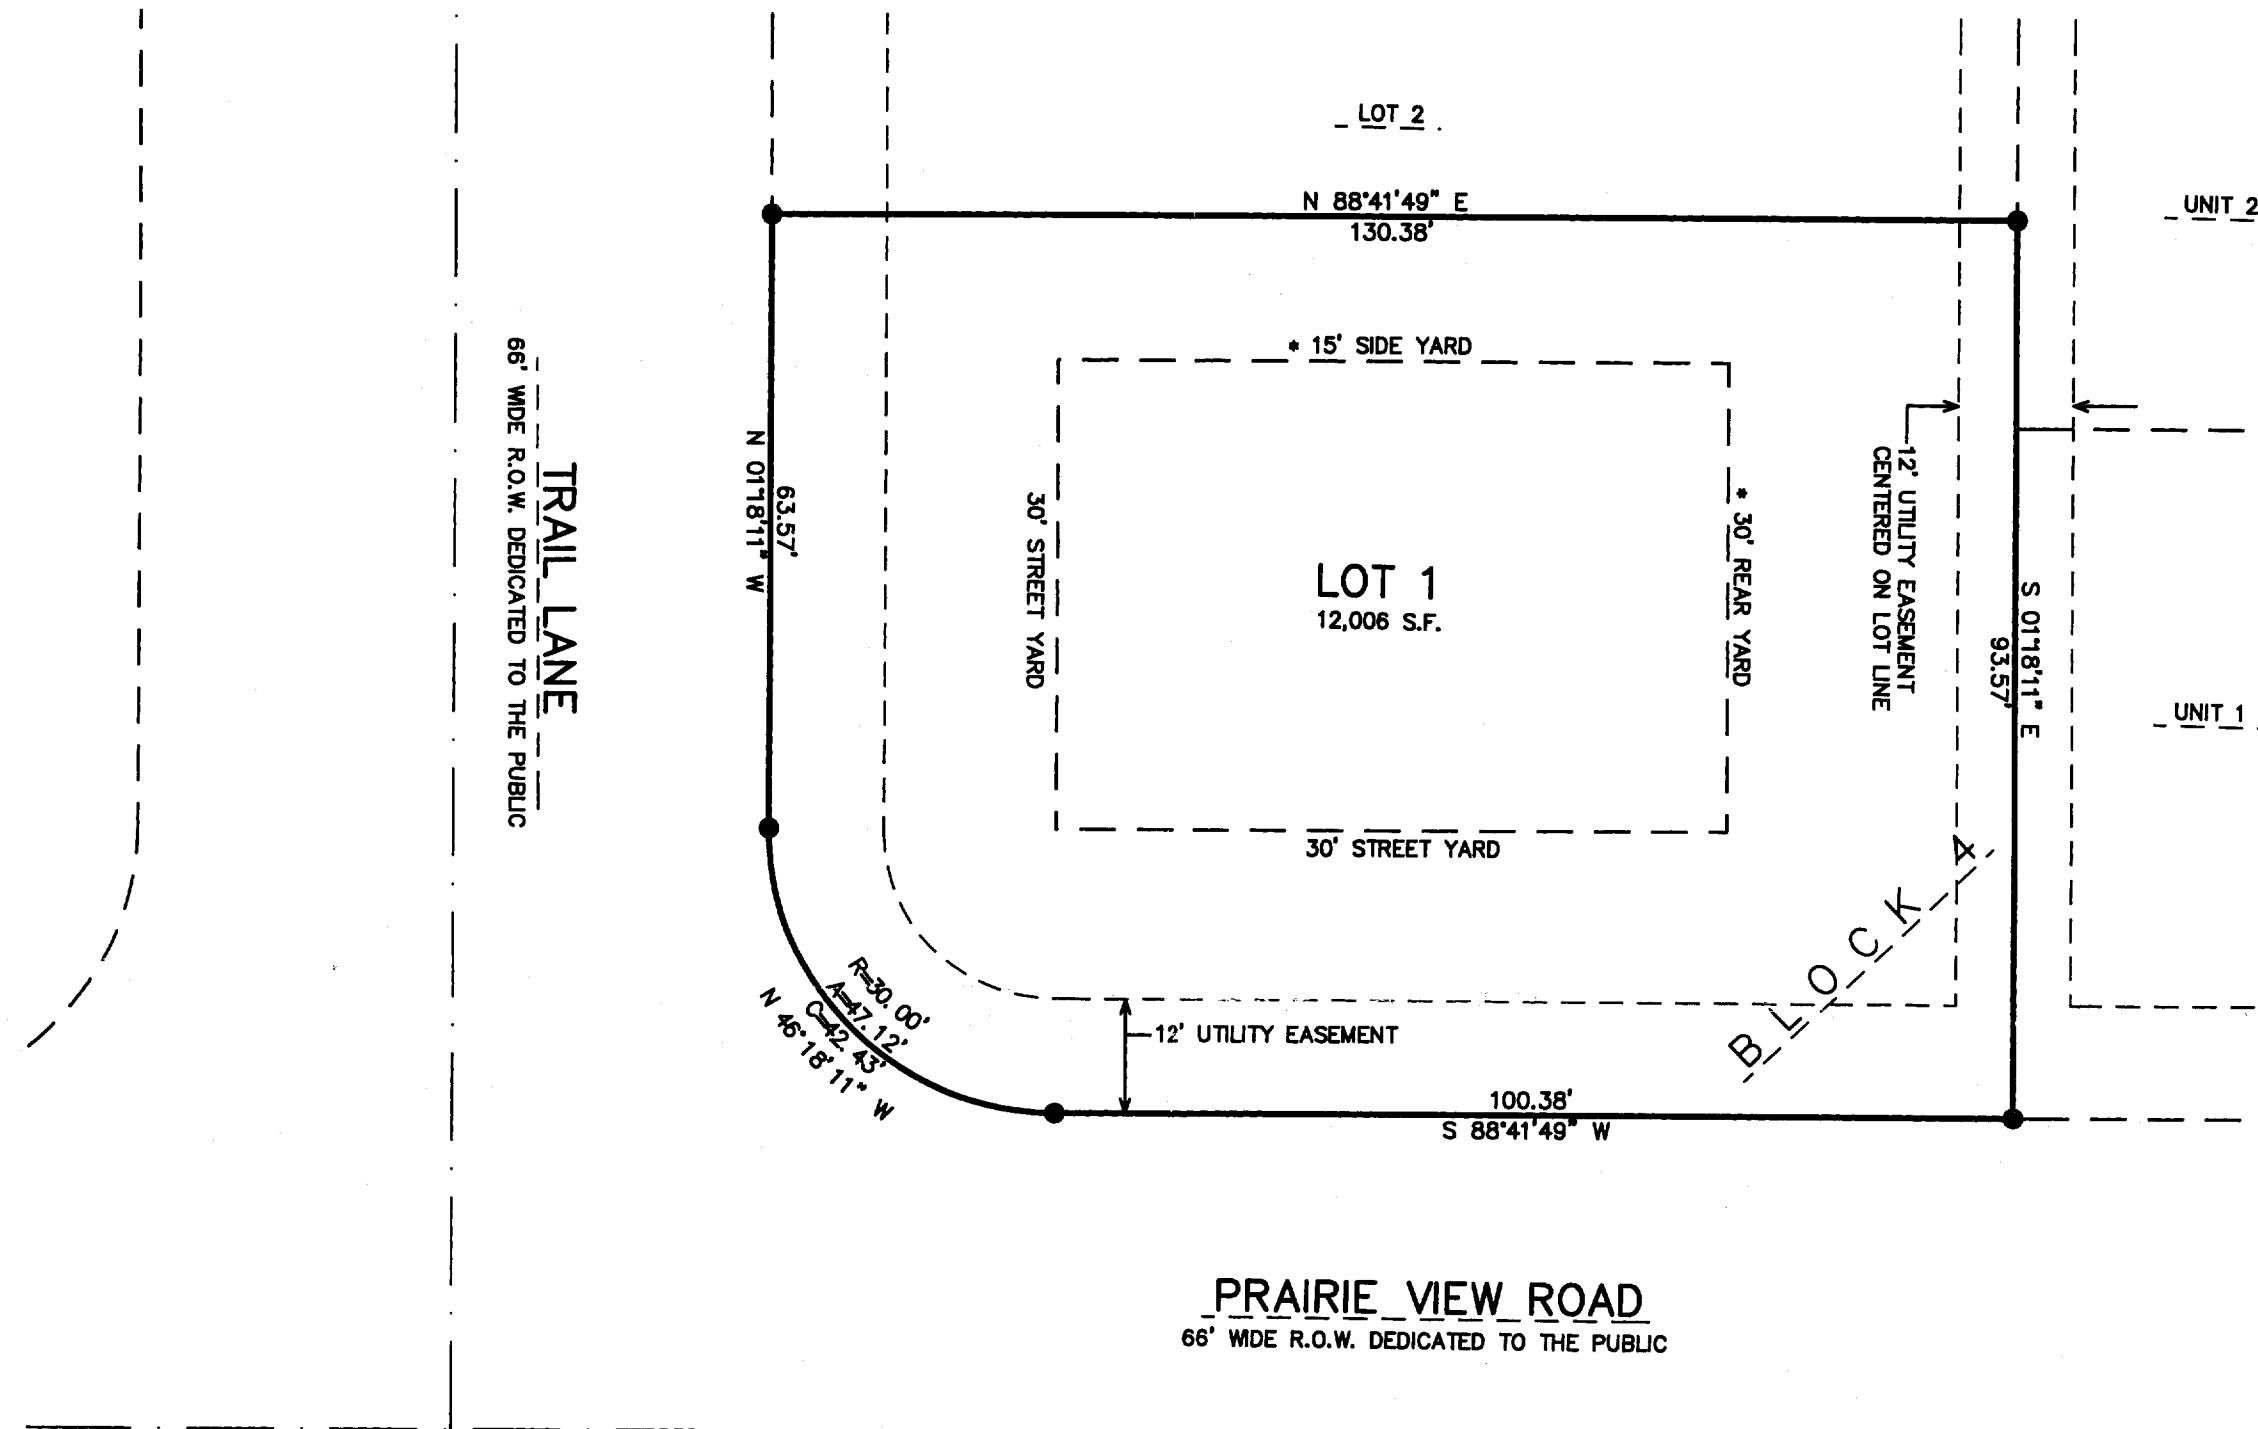 LOT 2
N 88°41'49" E
130.38'
UNIT 2
* 15' SIDE YARD
66' WIDE R.O.W. DEDICATED TO THE PUBLIC
TRAIL LANE
N 01°18'11" W
63.57'
30' STREET YARD
LOT 1
12,006 S.F.
* 30' REAR YARD
12' UTILITY EASEMENT
CENTERED ON LOT LINE
S 01°18'11" E
93.57'
UNIT 1
30' STREET YARD
BLOCK 4
R=30.00'
A=47.12'
C=42.43'
N 46°18'11" W
12' UTILITY EASEMENT
100.38'
S 88°41'49" W
PRAIRIE VIEW ROAD
66' WIDE R.O.W. DEDICATED TO THE PUBLIC